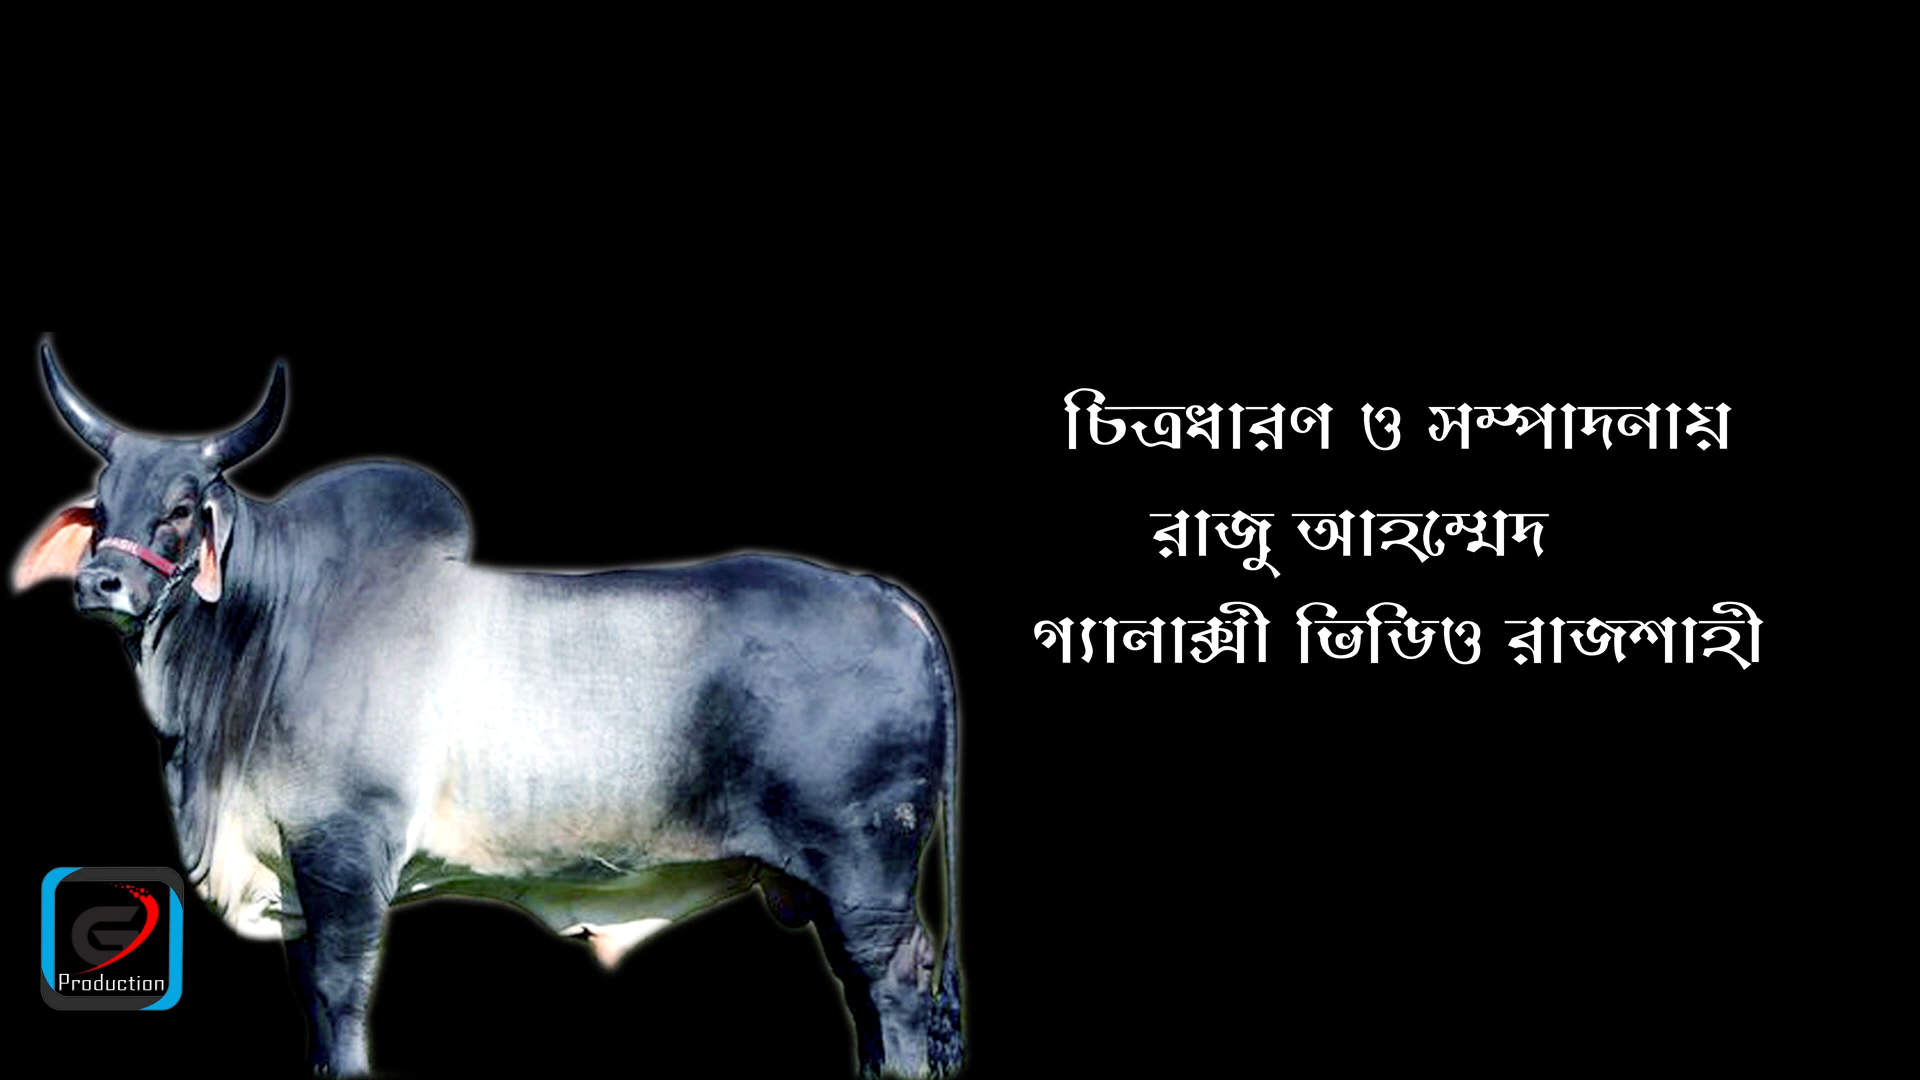 চিত্রধারণ ও সম্পাদনায়
রাজু আহম্মেদ
গ্যালাক্সী ভিডিও রাজশাহী
Production